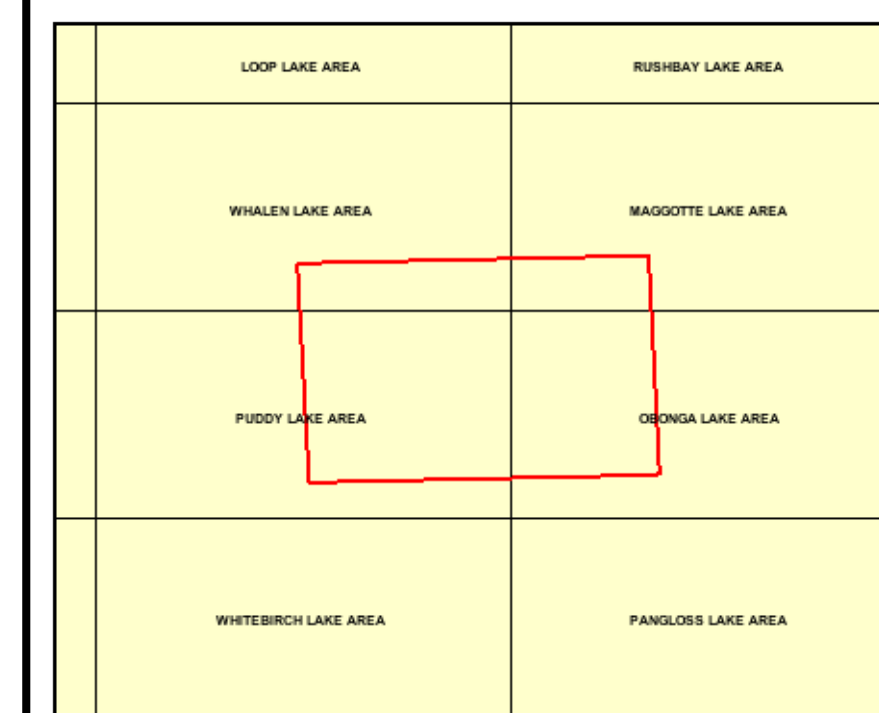 LOOP LAKE AREA
RUSHBAY LAKE AREA
WHALEN LAKE AREA
MAGGOTTE LAKE AREA
PUDDY LAKE AREA
OBONGA LAKE AREA
WHITEBIRCH LAKE AREA
PANGLOSS LAKE AREA